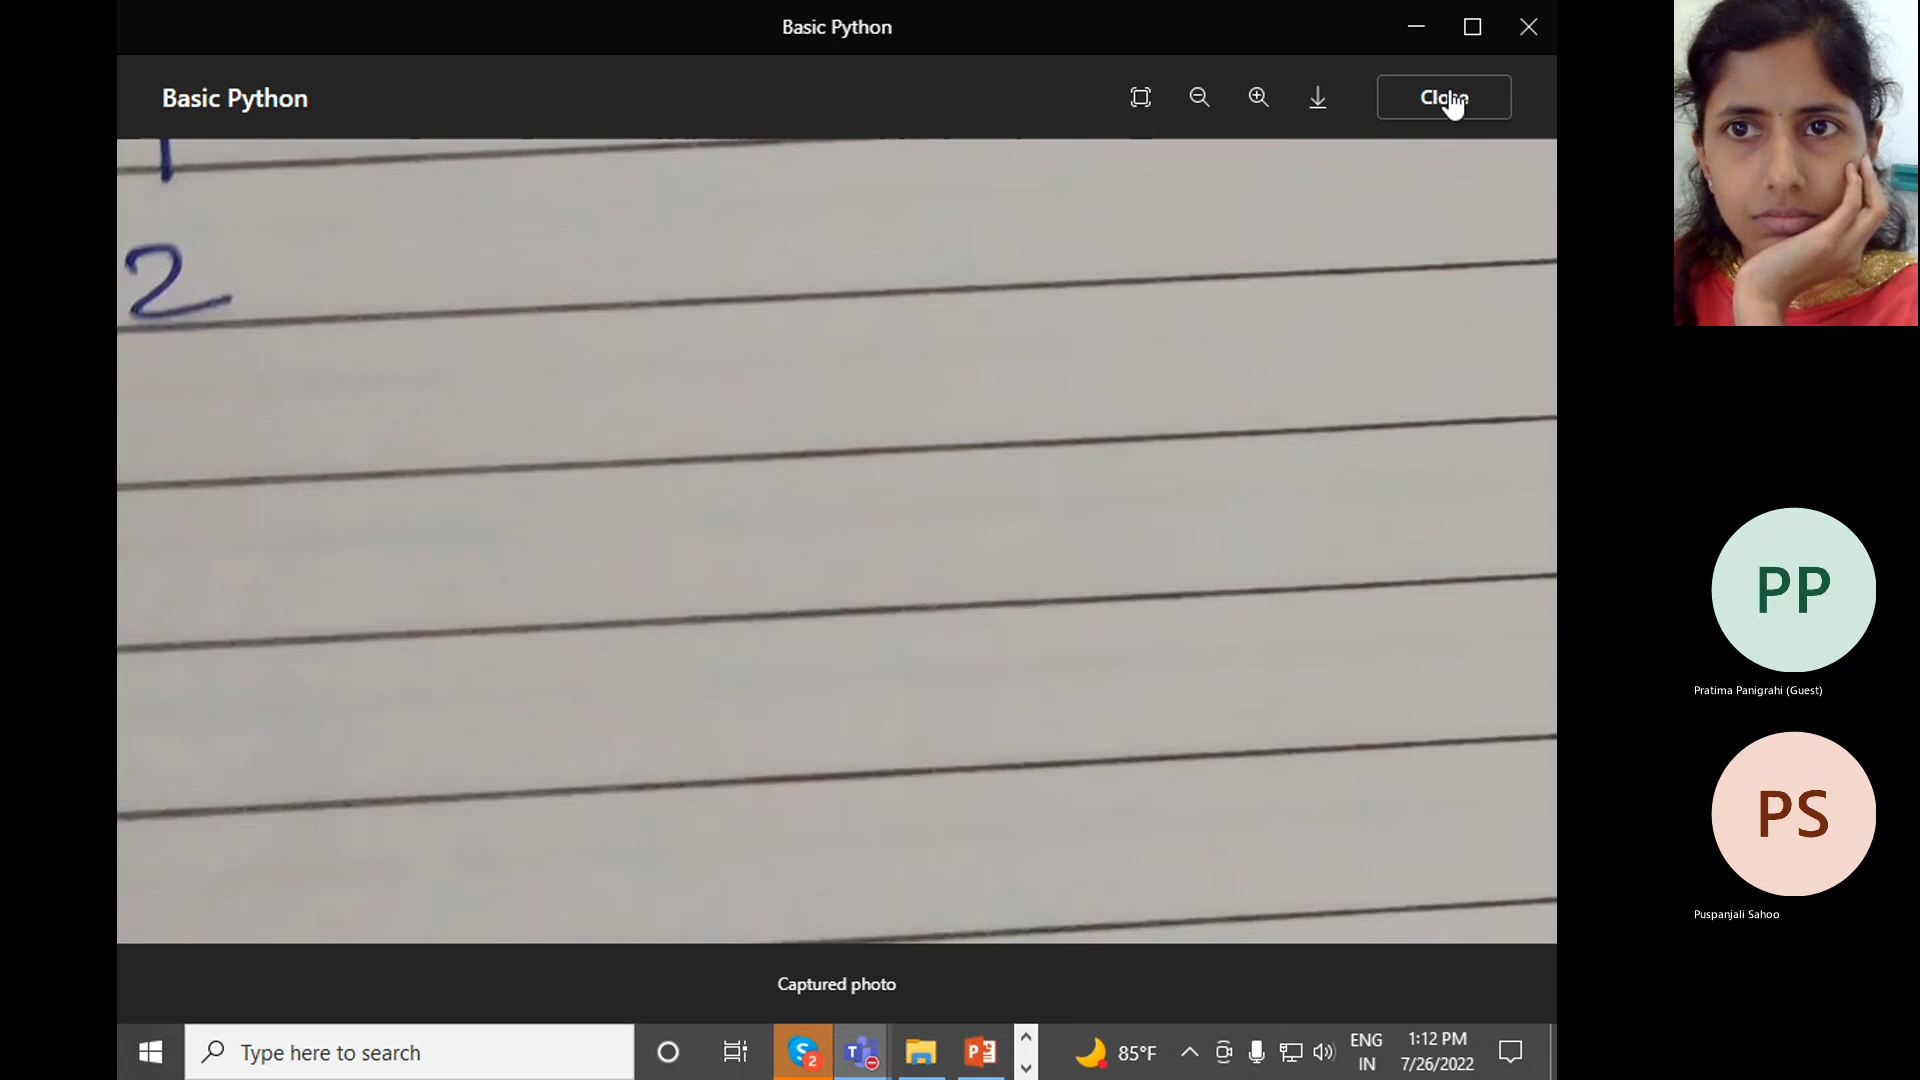 Basic Python
Basic Python
Close
1
2
Captured photo
Type here to search
2
85°F
ENG
IN
1:12 PM
7/26/2022
PP
Pratima Panigrahi (Guest)
PS
Puspanjali Sahoo